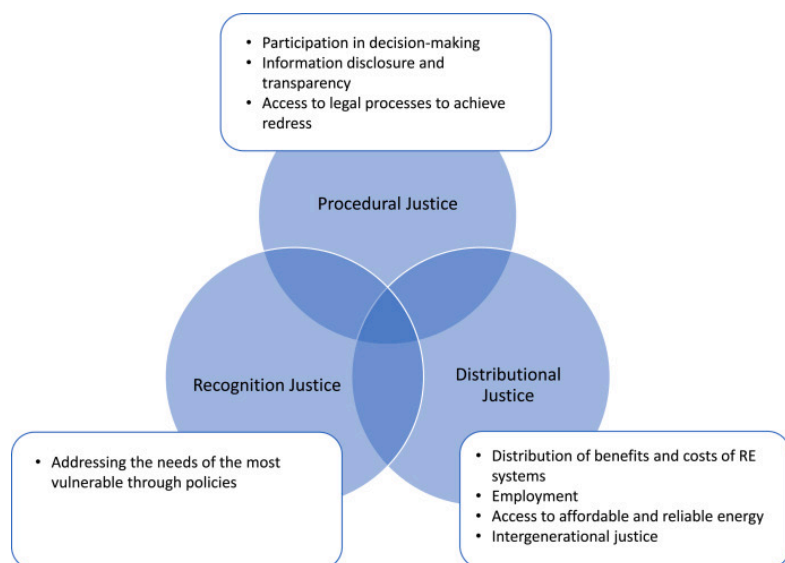 • Participation in decision-making
• Information disclosure and
transparency
• Access to legal processes to achieve
redress
Procedural Justice
Recognition Justice
Distributional
Justice
• Addressing the needs of the most
vulnerable through policies
• Distribution of benefits and costs of RE
systems
• Employment
• Access to affordable and reliable energy
• Intergenerational justice